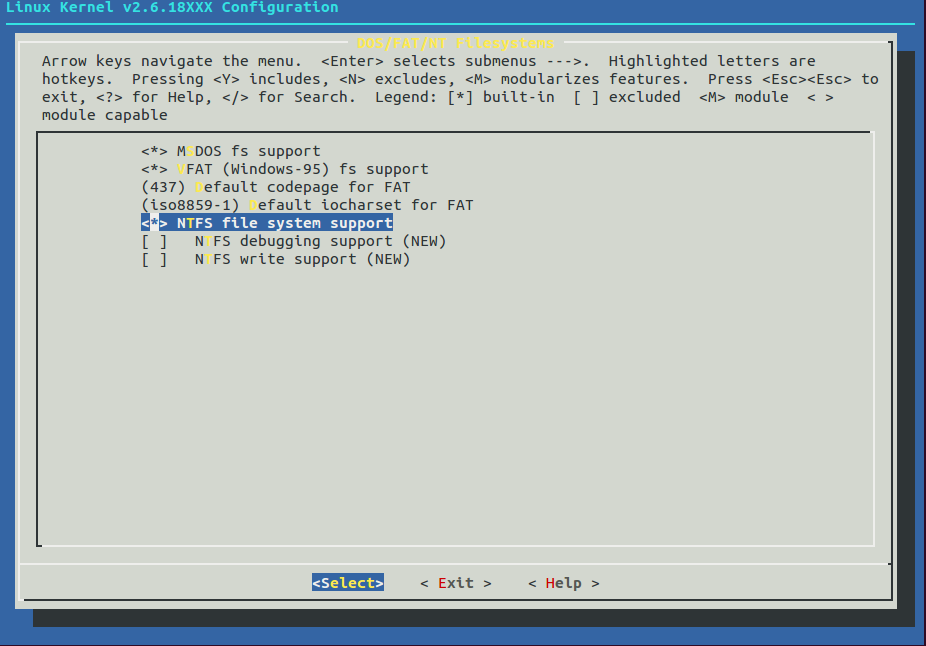 Linux Kernel v2.6.18XXX Configuration
DOS/FAT/NT Filesystems
Arrow keys navigate the menu.  <Enter> selects submenus --->.  Highlighted letters are
hotkeys.  Pressing <Y> includes, <N> excludes, <M> modularizes features.  Press <Esc><Esc> to
exit, <?> for Help, </> for Search.  Legend: [*] built-in  [ ] excluded  <M> module  < >
module capable
<*> MSDOS fs support
<*> VFAT (Windows-95) fs support
(437) Default codepage for FAT
(iso8859-1) Default iocharset for FAT
<*> NTFS file system support
[ ]   NTFS debugging support (NEW)
[ ]   NTFS write support (NEW)
<Select>    < Exit >    < Help >